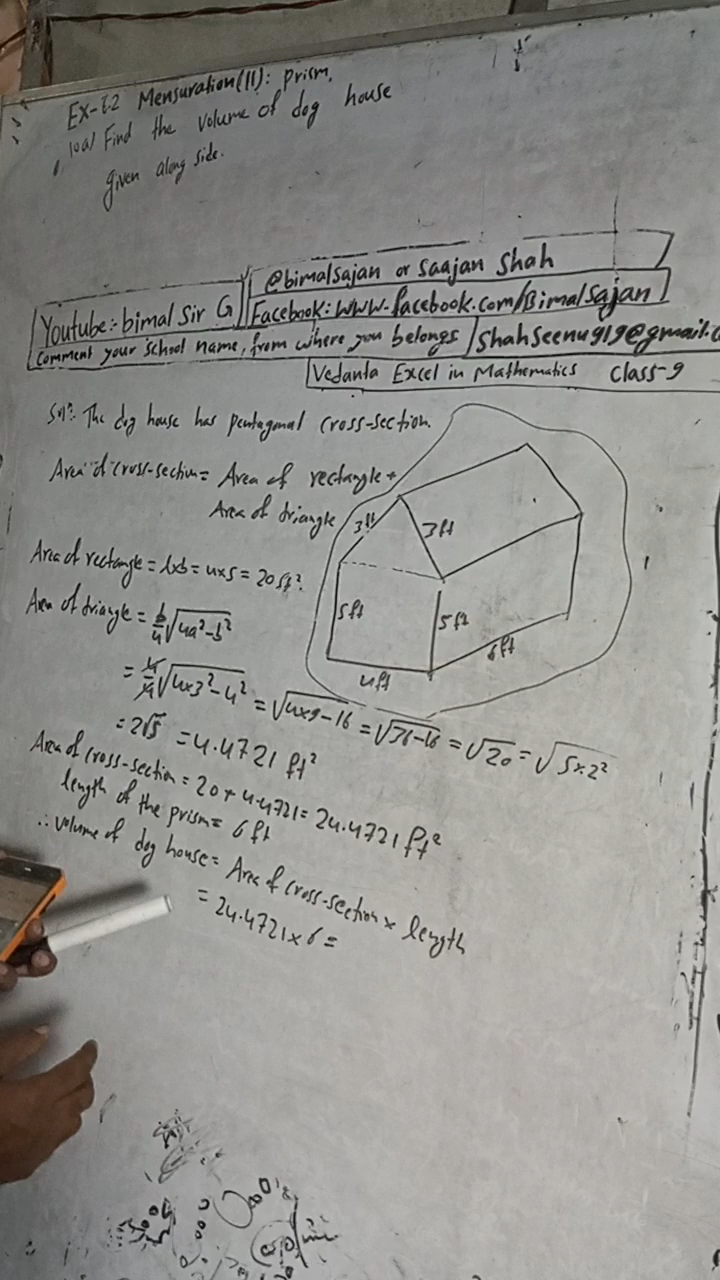 Ex-6.2 Mensuration(II): Prism.
10a) Find the volume of dog house
given along side.
@bimalsajan or Saajan Shah
Youtube:- bimal Sir G
Facebook: www.facebook.com/Bimalsajan
Comment your school name, from where you belongs
Shahseenu919@gmail.c
Vedanta Excel in Mathematics Class-9
Solⁿ: The dog house has pentagonal cross-section.
Area of cross-section = Area of rectangle +
Area of triangle
Area of rectangle = l×b = 4×5 = 20 ft².
Area of triangle = b/4 √4a²-b²
= 4/4 √4×3²-4² = √4×9-16 = √36-16 = √20 = √5×2²
= 2√5 = 4.4721 ft²
Area of cross-section = 20 + 4.4721 = 24.4721 ft²
length of the prism = 6 ft
∴ Volume of dog house = Area of cross-section × length
= 24.4721 × 6 =
3ft
3ft
5ft
5ft
6ft
4ft